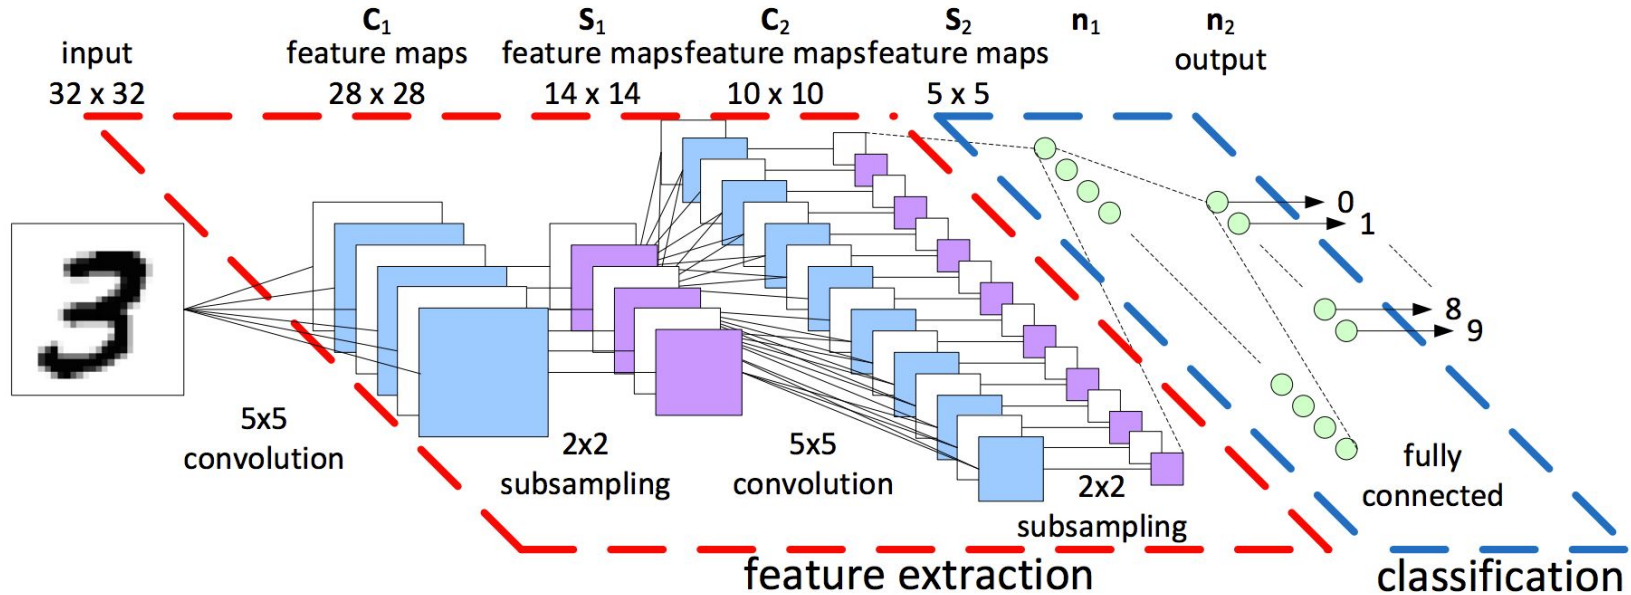 input
32 x 32
C₁
feature maps
28 x 28
S₁
feature maps
14 x 14
C₂
feature maps
10 x 10
S₂
feature maps
5 x 5
n₁
n₂
output
3
5x5
convolution
2x2
subsampling
5x5
convolution
2x2
subsampling
0
1
8
9
fully
connected
feature extraction
classification